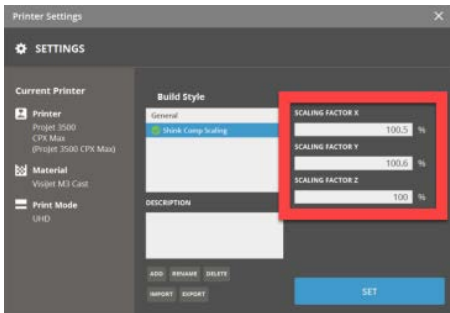 Printer Settings
SETTINGS
Current Printer
Printer
Projet 3500
CPX Max
(Projet 3500 CPX Max)
Material
Visijet M3 Cast
Print Mode
UHD
Build Style
General
Shink Comp Scaling
DESCRIPTION
ADD RENAME DELETE
IMPORT EXPORT
SCALING FACTOR X
100.5 %
SCALING FACTOR Y
100.6 %
SCALING FACTOR Z
100 %
SET